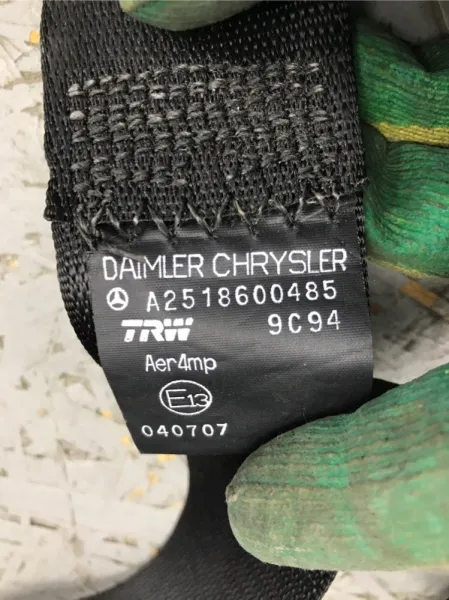 DAIMLER CHRYSLER
A2518600485
TRW 9C94
Aer4mp
E13
040707